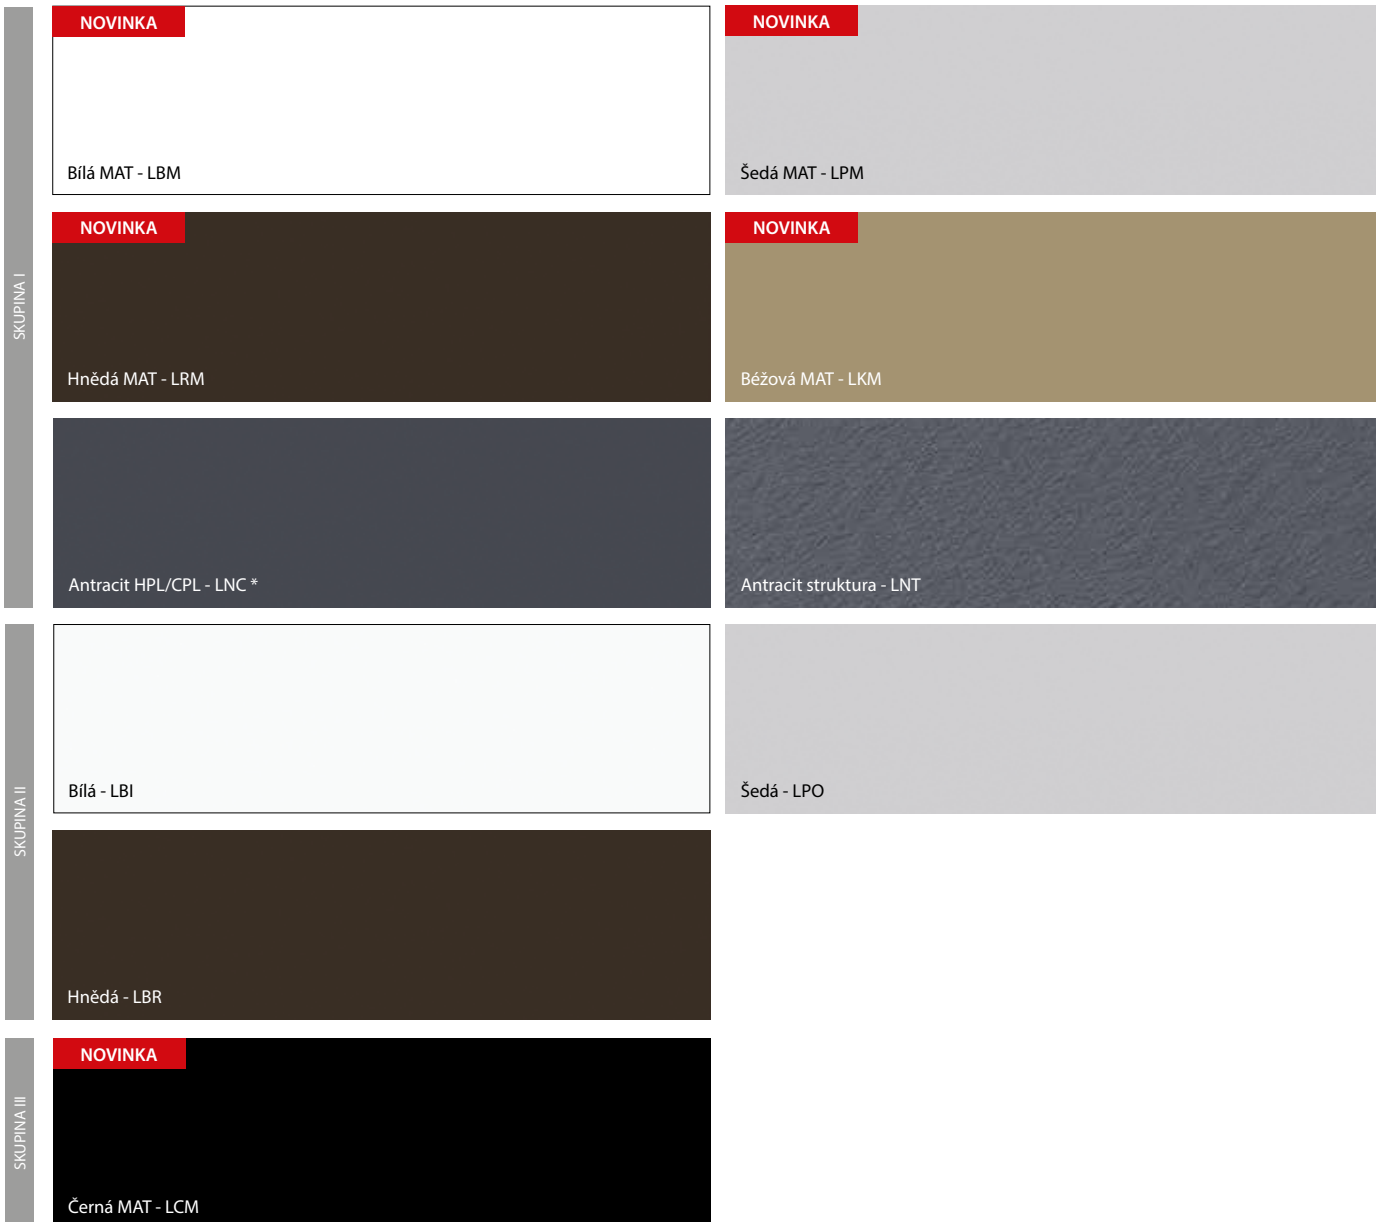 SKUPINA I
NOVINKA
Bílá MAT - LBM
NOVINKA
Šedá MAT - LPM
NOVINKA
Hnědá MAT - LRM
NOVINKA
Béžová MAT - LKM
Antracit HPL/CPL - LNC *
Antracit struktura - LNT
SKUPINA II
Bílá - LBI
Šedá - LPO
Hnědá - LBR
SKUPINA III
NOVINKA
Černá MAT - LCM